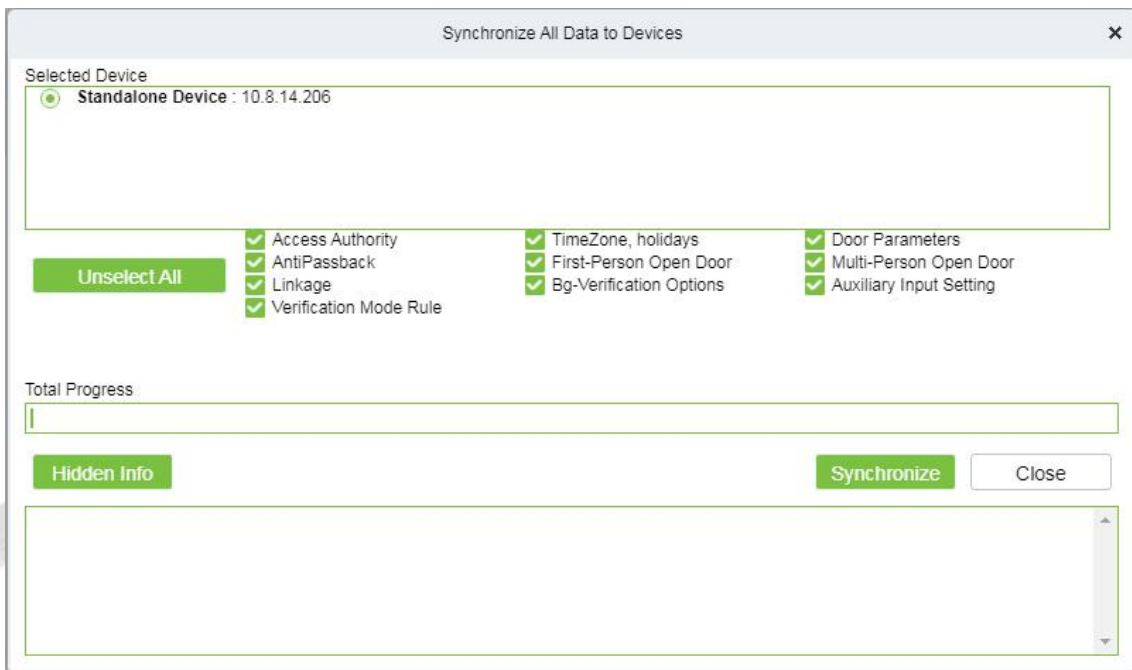 Synchronize All Data to Devices
Selected Device
Standalone Device : 10.8.14.206
Unselect All
Access Authority TimeZone, holidays Door Parameters
AntiPassback First-Person Open Door Multi-Person Open Door
Linkage Bg-Verification Options Auxiliary Input Setting
Verification Mode Rule
Total Progress
Hidden Info Synchronize Close